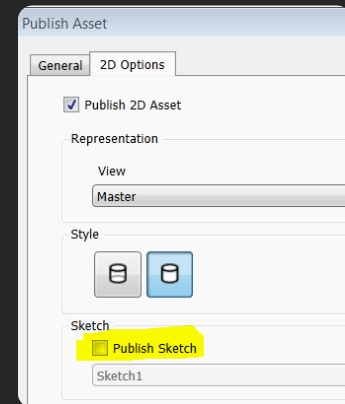 Publish Asset
General
2D Options
Publish 2D Asset
Representation
View
Master
Style
Sketch
Publish Sketch
Sketch1